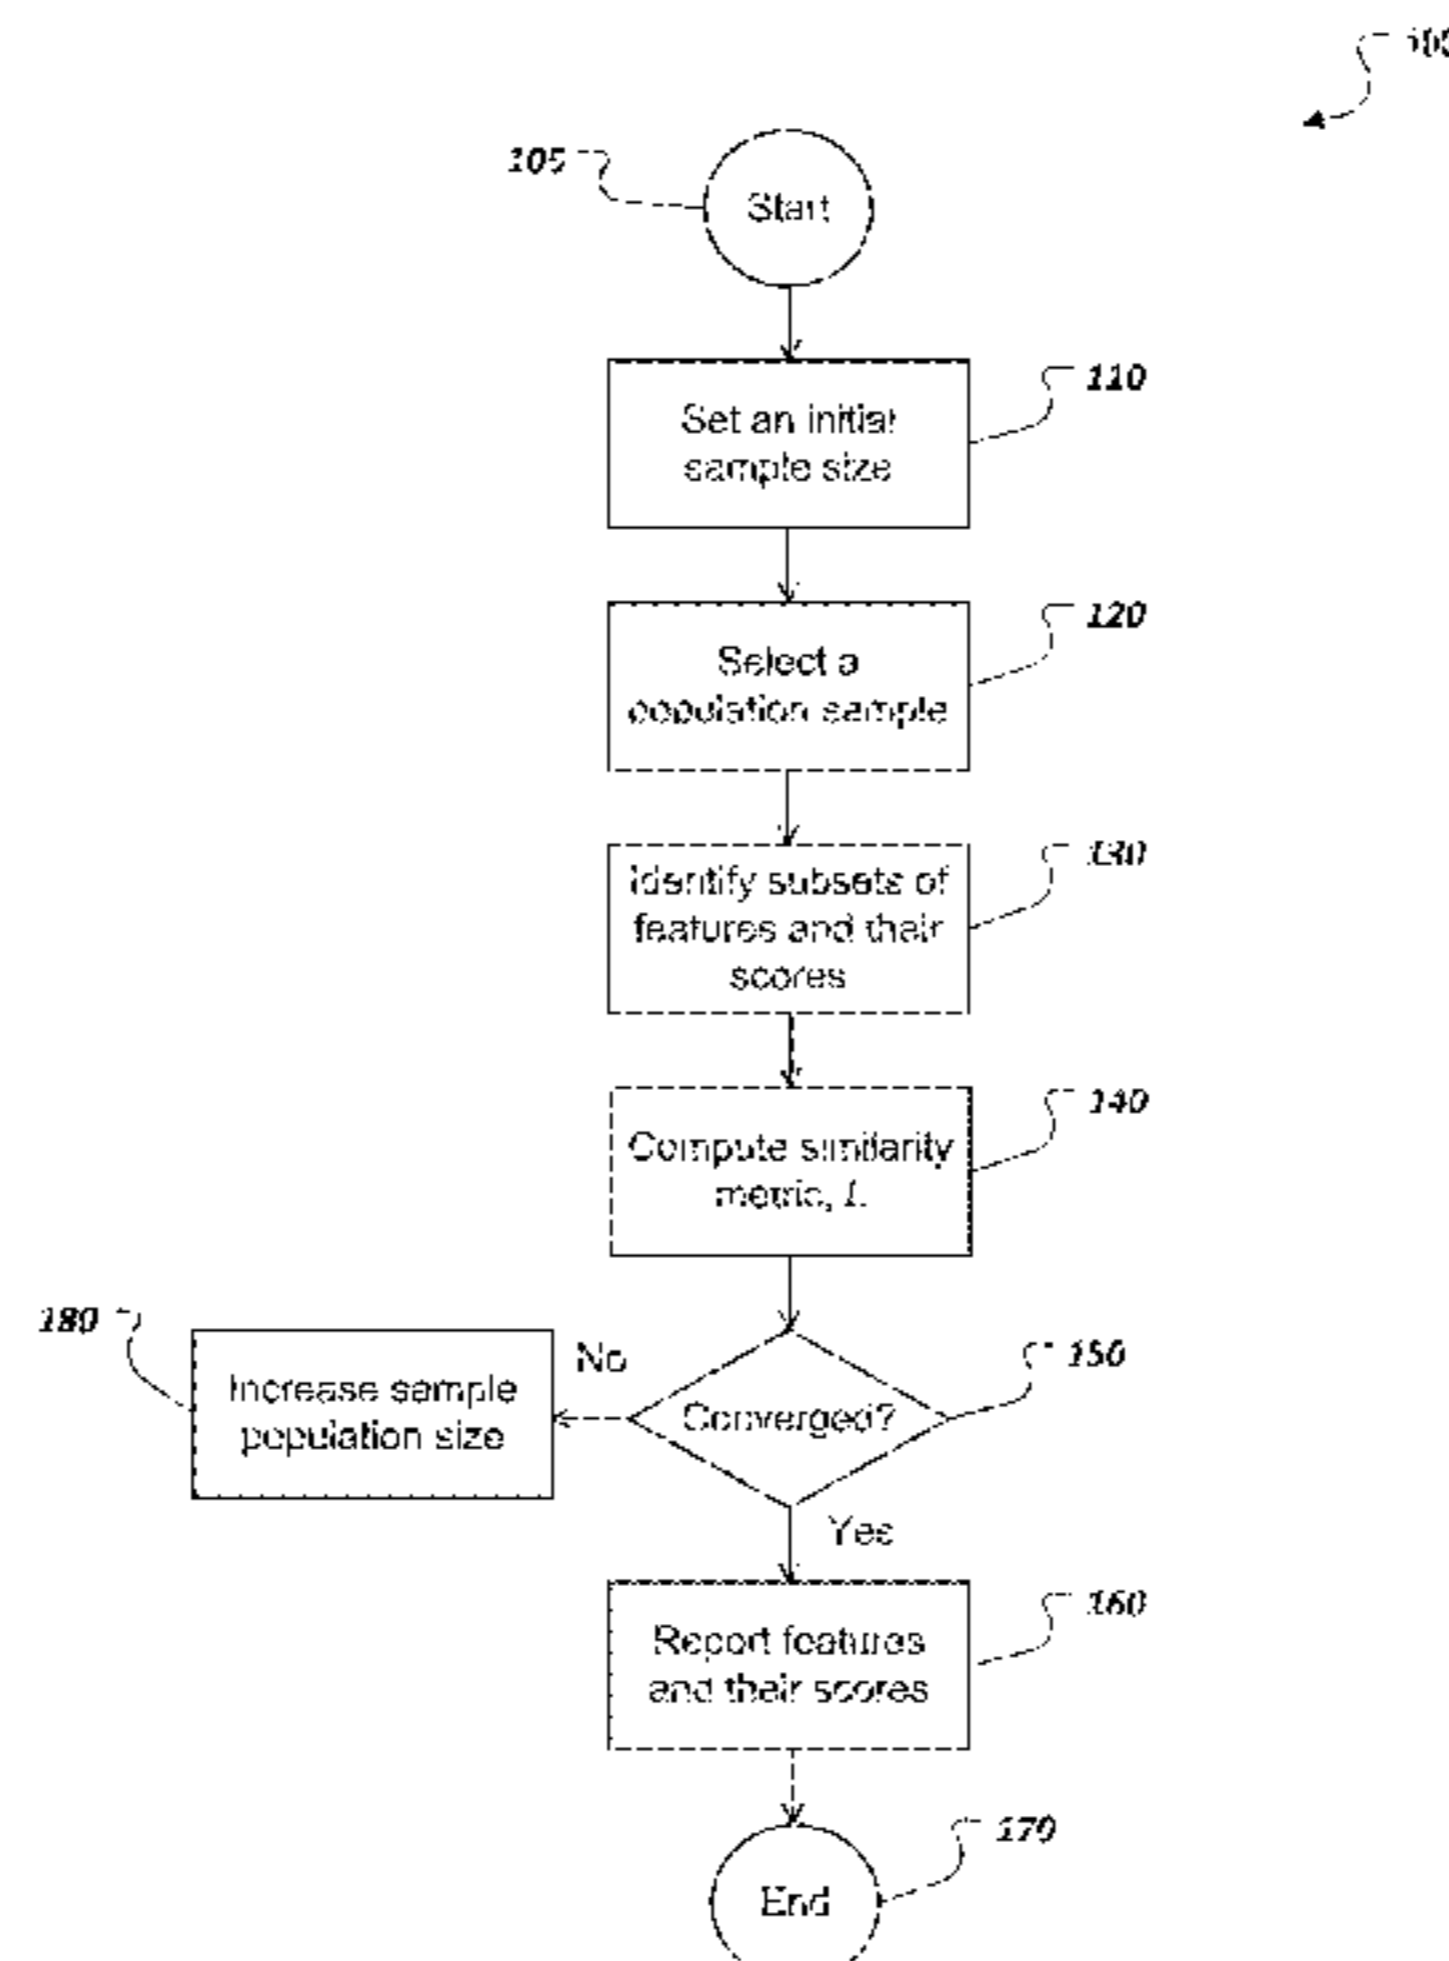 105
Start
110
Set an initial
sample size
120
Select a
population sample
130
Identify subsets of
features and their
scores
140
Compute similarity
metric, L
180
Increase sample
population size
No
Converged?
150
Yes
Report features
and their scores
160
170
End